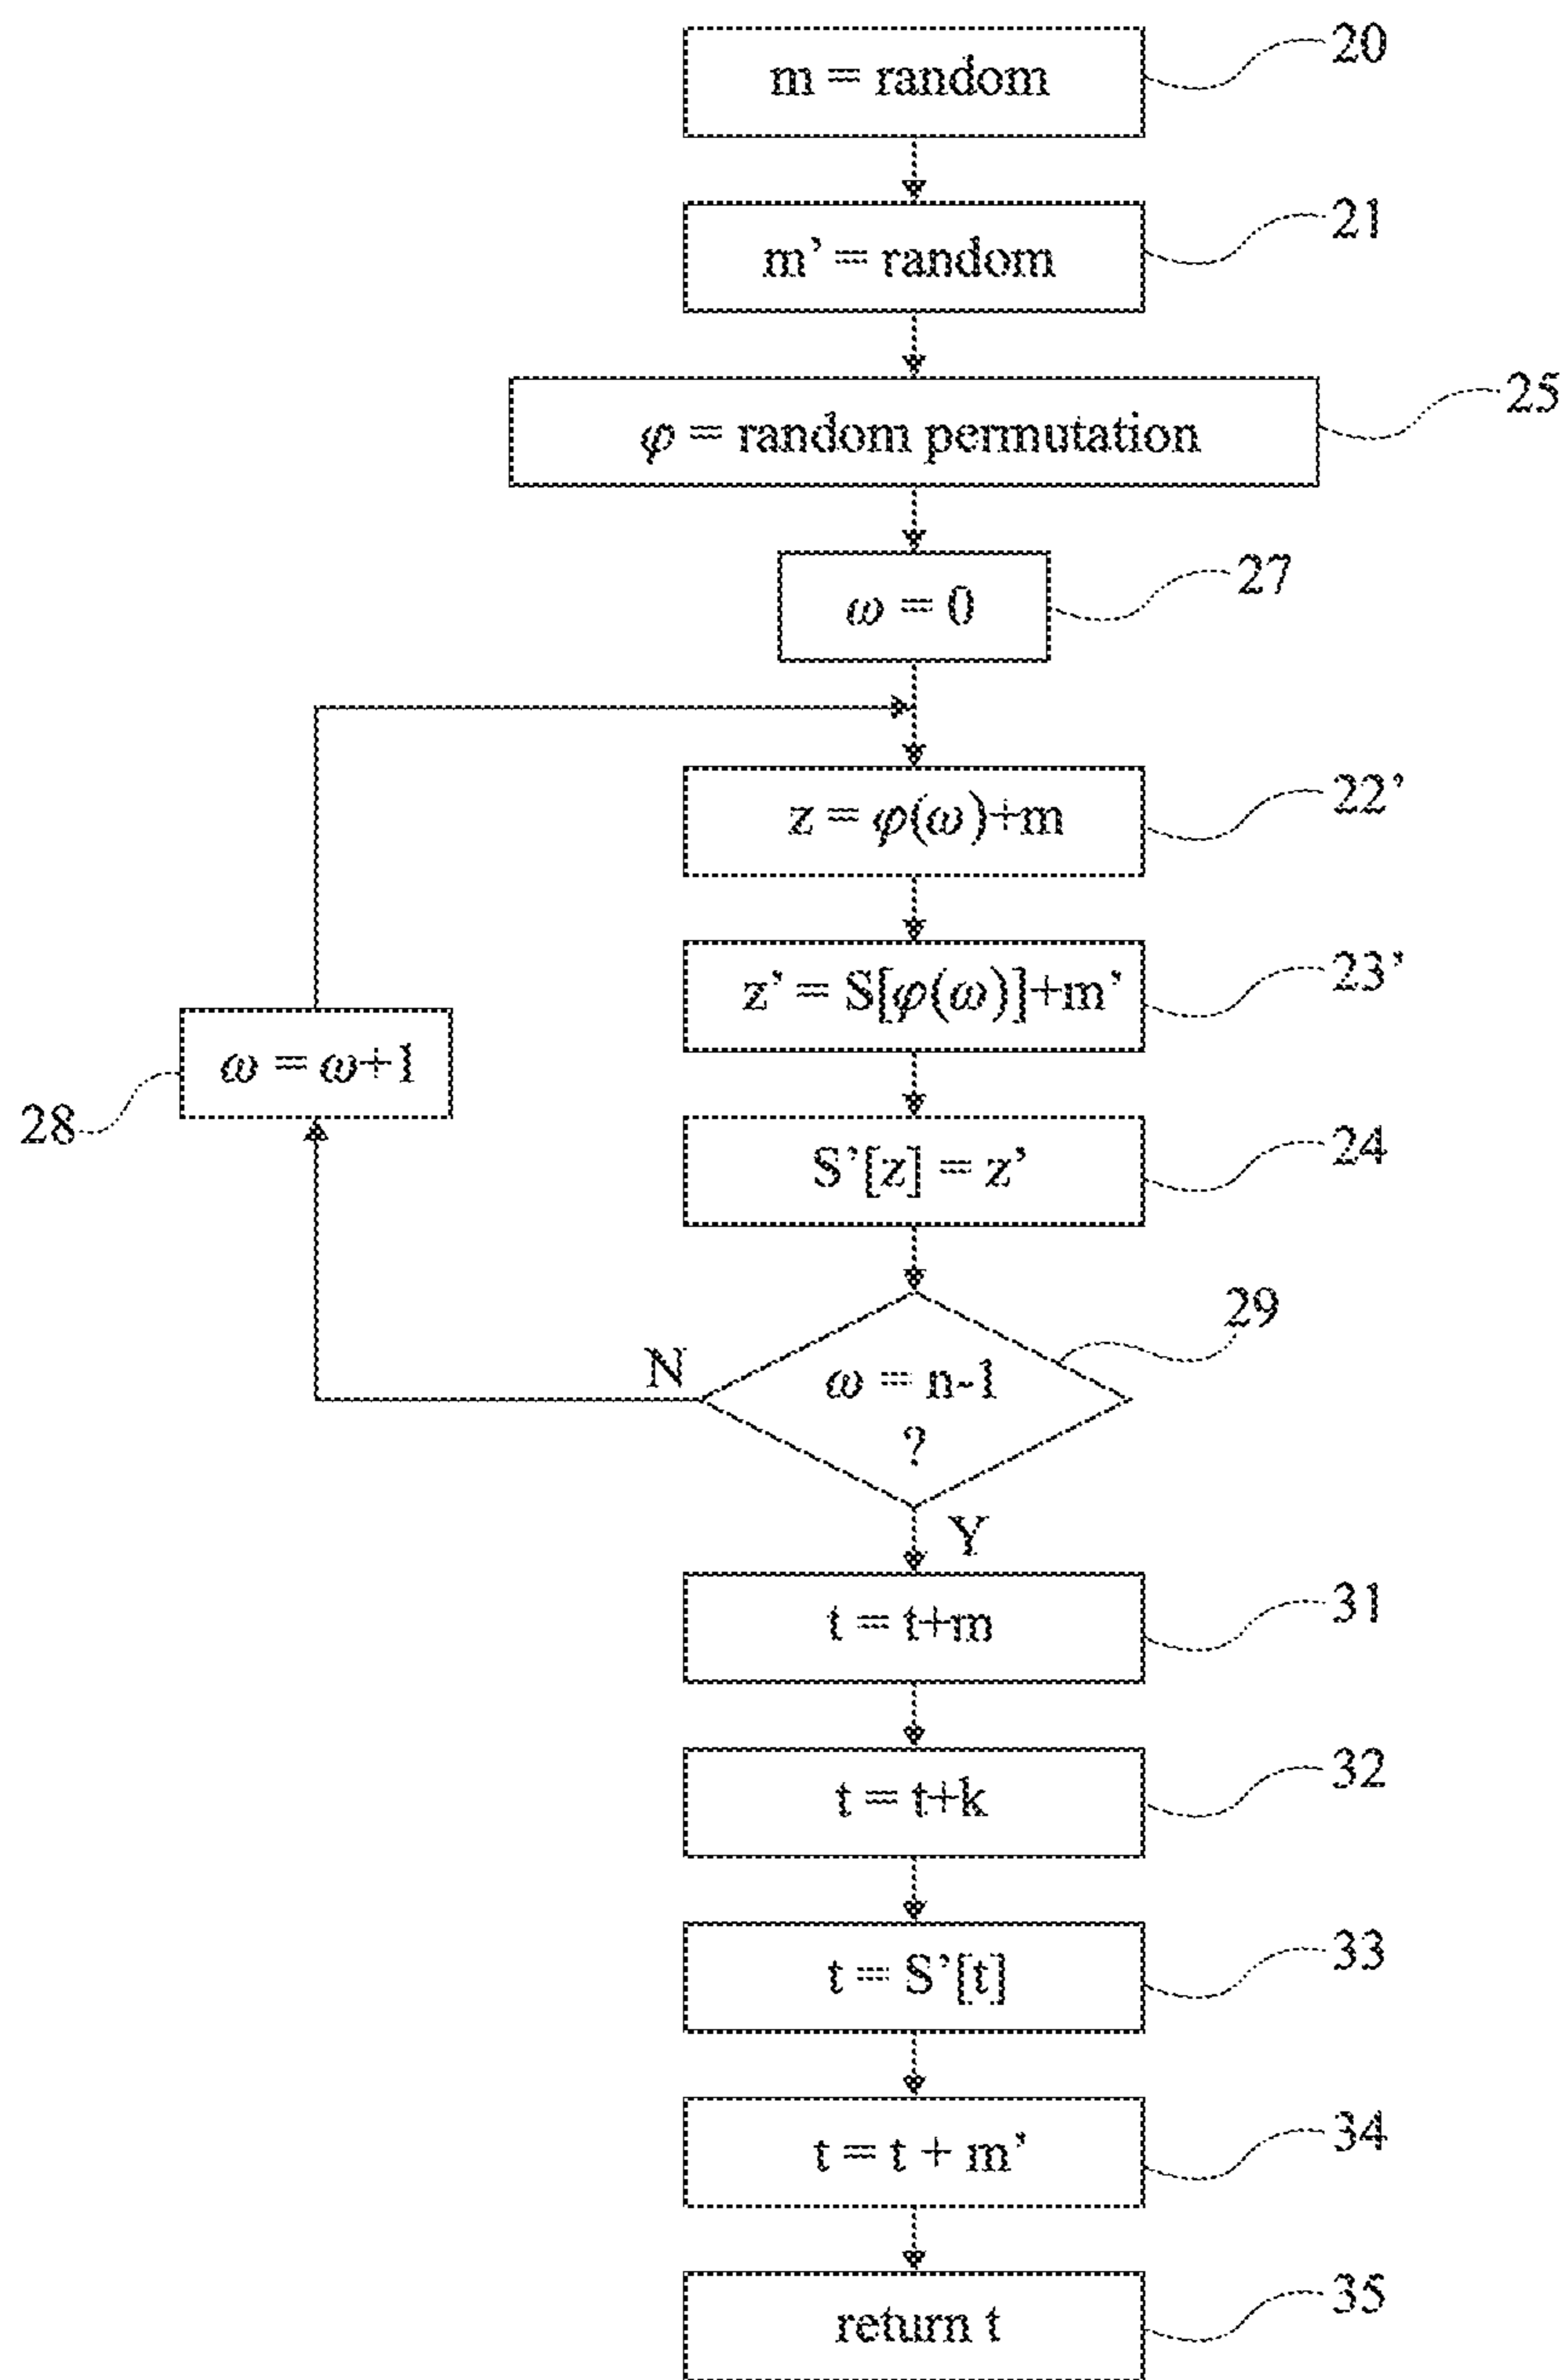 m = random
20
m’ = random
21
φ = random permutation
25
ω = 0
27
z = φ(ω)+m
22’
z’ = S[φ(ω)]+m’
23’
ω = ω+1
28
S’[z] = z’
24
ω = n-1
?
29
N
Y
t = t+m
31
t = t+k
32
t = S’[t]
33
t = t + m’
34
return t
35